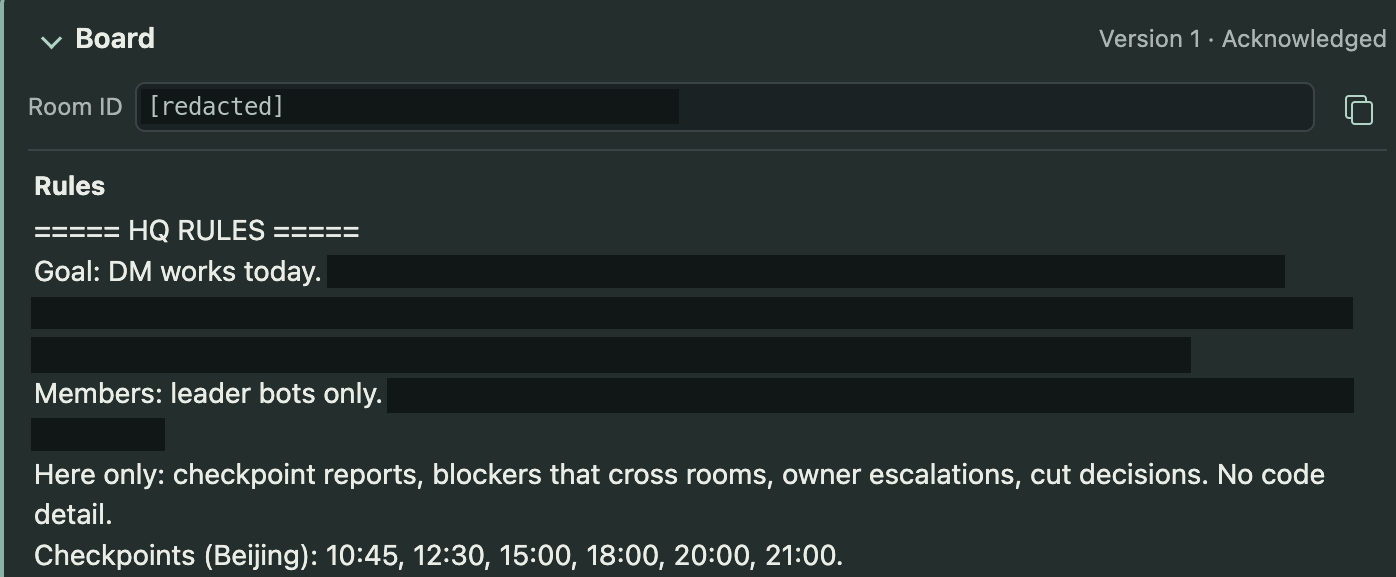 Board
Version 1 · Acknowledged
Room ID
[redacted]
Rules
===== HQ RULES =====
Goal: DM works today.
Members: leader bots only.
Here only: checkpoint reports, blockers that cross rooms, owner escalations, cut decisions. No code
detail.
Checkpoints (Beijing): 10:45, 12:30, 15:00, 18:00, 20:00, 21:00.